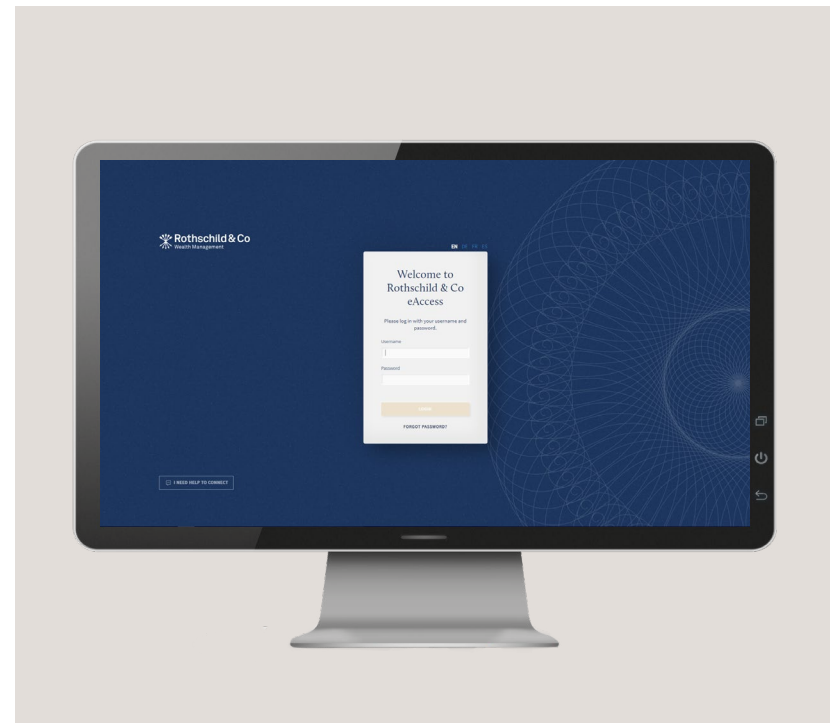 Rothschild & Co
Wealth Management
EN
Welcome to
Rothschild & Co
eAccess
Please log in with your username and
password.
Username
Password
FORGOT PASSWORD?
I NEED HELP TO CONNECT